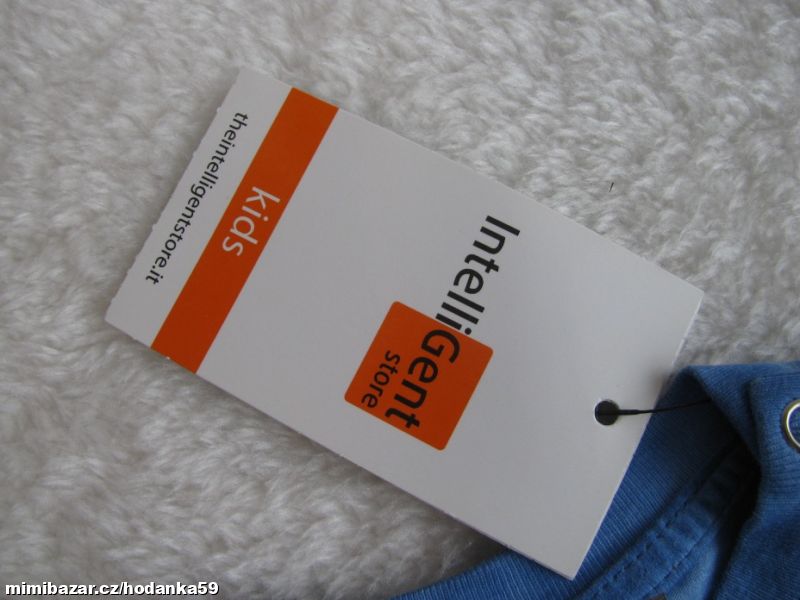 IntelliGent
store
kids
theintelligentstore.it
mimibazar.cz/hodanka59